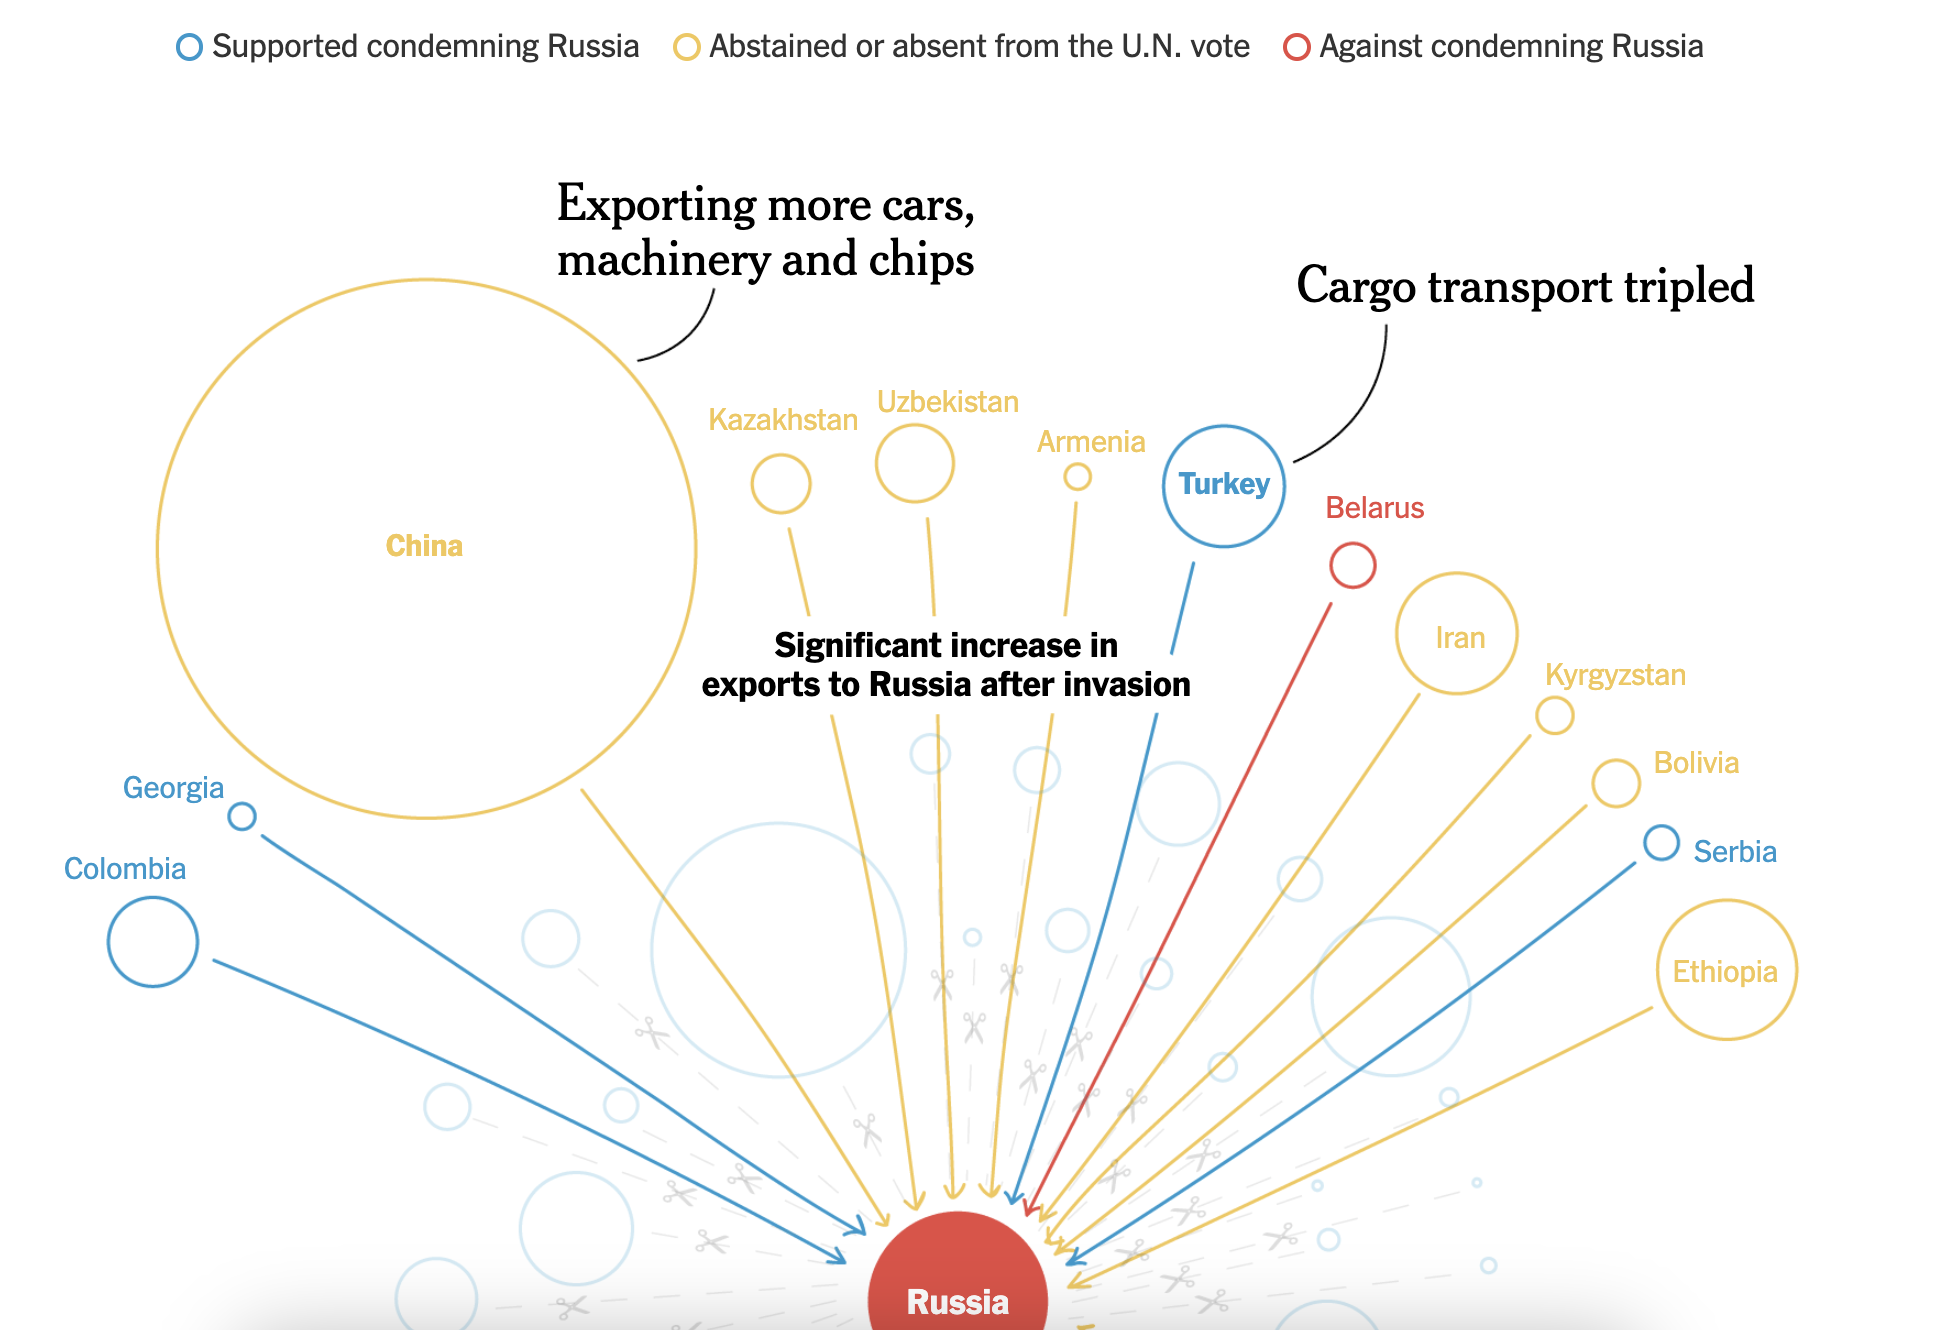 Supported condemning Russia
Abstained or absent from the U.N. vote
Against condemning Russia
Exporting more cars,
machinery and chips
Cargo transport tripled
Kazakhstan
Uzbekistan
Armenia
Turkey
Belarus
China
Iran
Significant increase in
exports to Russia after invasion
Kyrgyzstan
Bolivia
Georgia
Serbia
Colombia
Ethiopia
Russia